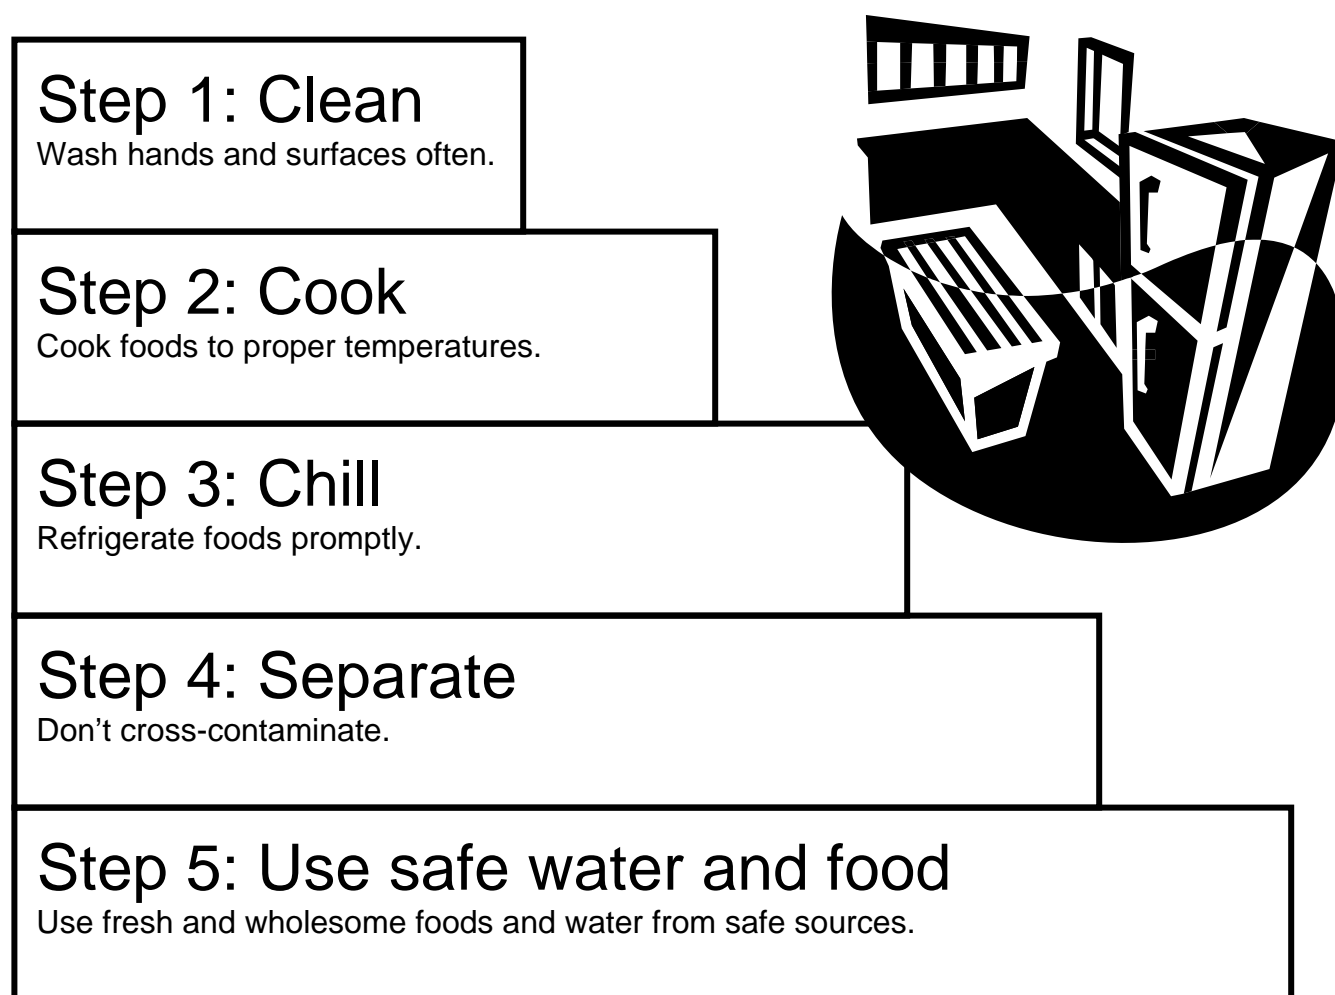 Step 1: Clean
Wash hands and surfaces often.
Step 2: Cook
Cook foods to proper temperatures.
Step 3: Chill
Refrigerate foods promptly.
Step 4: Separate
Don’t cross-contaminate.
Step 5: Use safe water and food
Use fresh and wholesome foods and water from safe sources.